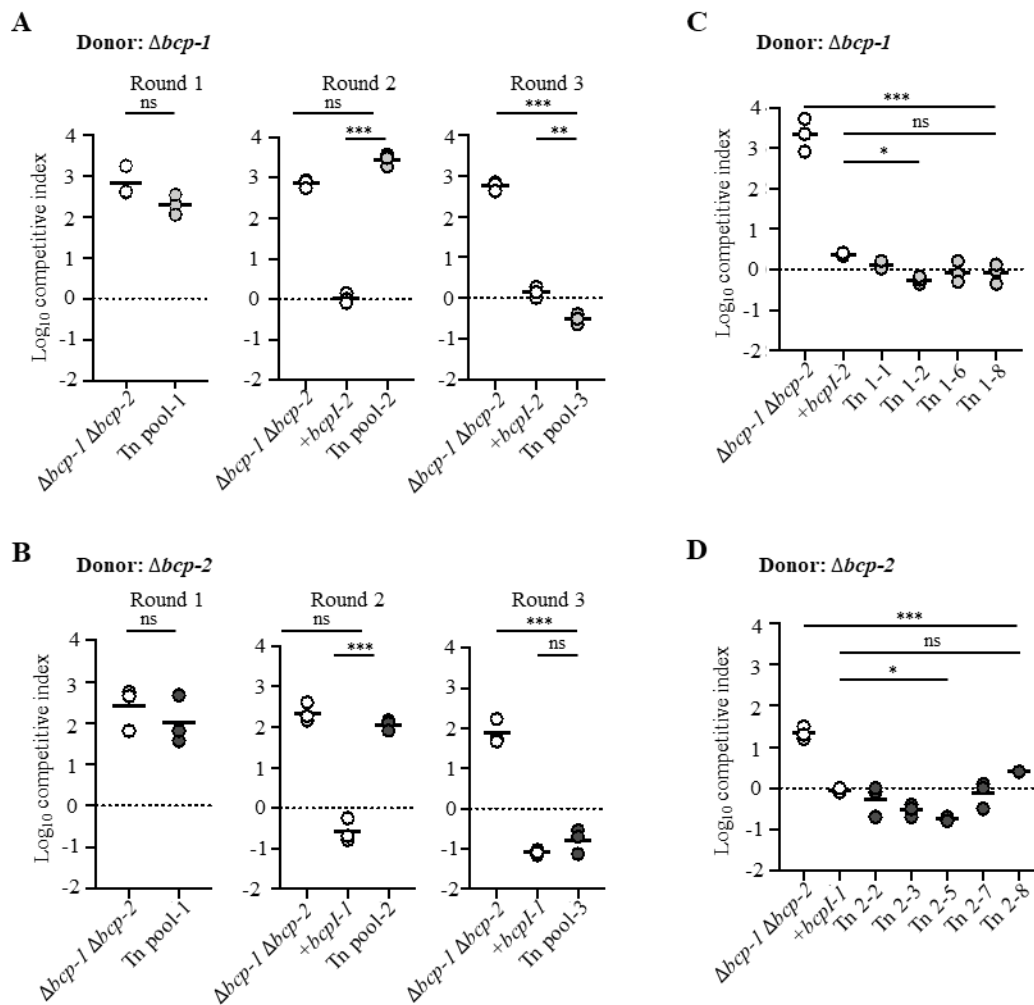 A
Donor: Δbcp-1
Round 1
Round 2
Round 3
ns
ns
***
***
**
Log₁₀ competitive index
4
3
2
1
0
-1
-2
4
3
2
1
0
-1
-2
4
3
2
1
0
-1
-2
Δbcp-1 Δbcp-2
Tn pool-1
Δbcp-1 Δbcp-2
+bcpI-2
Tn pool-2
Δbcp-1 Δbcp-2
+bcpI-2
Tn pool-3
B
Donor: Δbcp-2
Round 1
Round 2
Round 3
ns
ns
***
***
ns
Log₁₀ competitive index
4
3
2
1
0
-1
-2
4
3
2
1
0
-1
-2
4
3
2
1
0
-1
-2
Δbcp-1 Δbcp-2
Tn pool-1
Δbcp-1 Δbcp-2
+bcpI-1
Tn pool-2
Δbcp-1 Δbcp-2
+bcpI-1
Tn pool-3
C
Donor: Δbcp-1
***
ns
*
Log₁₀ competitive index
4
3
2
1
0
-1
-2
Δbcp-1 Δbcp-2
+bcpI-2
Tn 1-1
Tn 1-2
Tn 1-6
Tn 1-8
D
Donor: Δbcp-2
***
ns
*
Log₁₀ competitive index
4
3
2
1
0
-1
-2
Δbcp-1 Δbcp-2
+bcpI-1
Tn 2-2
Tn 2-3
Tn 2-5
Tn 2-7
Tn 2-8